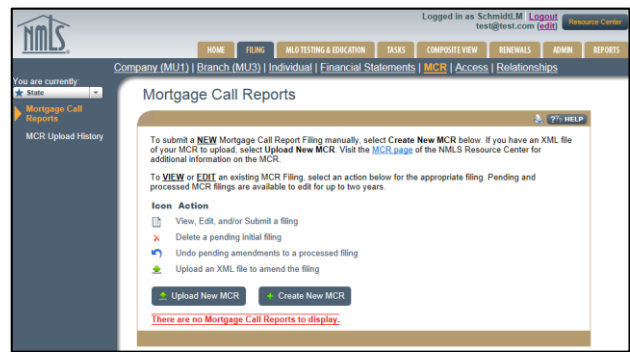 NMLS
Logged in as SchmidtLM Logout
test@test.com (edit)
Resource Center
HOME FILING MLO TESTING & EDUCATION TASKS COMPOSITE VIEW RENEWALS ADMIN REPORTS
Company (MU1) | Branch (MU3) | Individual | Financial Statements | MCR | Access | Relationships
You are currently:
State
Mortgage Call
Reports
MCR Upload History
Mortgage Call Reports
HELP
To submit a NEW Mortgage Call Report Filing manually, select Create New MCR below. If you have an XML file
of your MCR to upload, select Upload New MCR. Visit the MCR page of the NMLS Resource Center for
additional information on the MCR.
To VIEW or EDIT an existing MCR Filing, select an action below for the appropriate filing. Pending and
processed MCR filings are available to edit for up to two years.
Icon Action
View, Edit, and/or Submit a filing
Delete a pending initial filing
Undo pending amendments to a processed filing
Upload an XML file to amend the filing
Upload New MCR
Create New MCR
There are no Mortgage Call Reports to display.